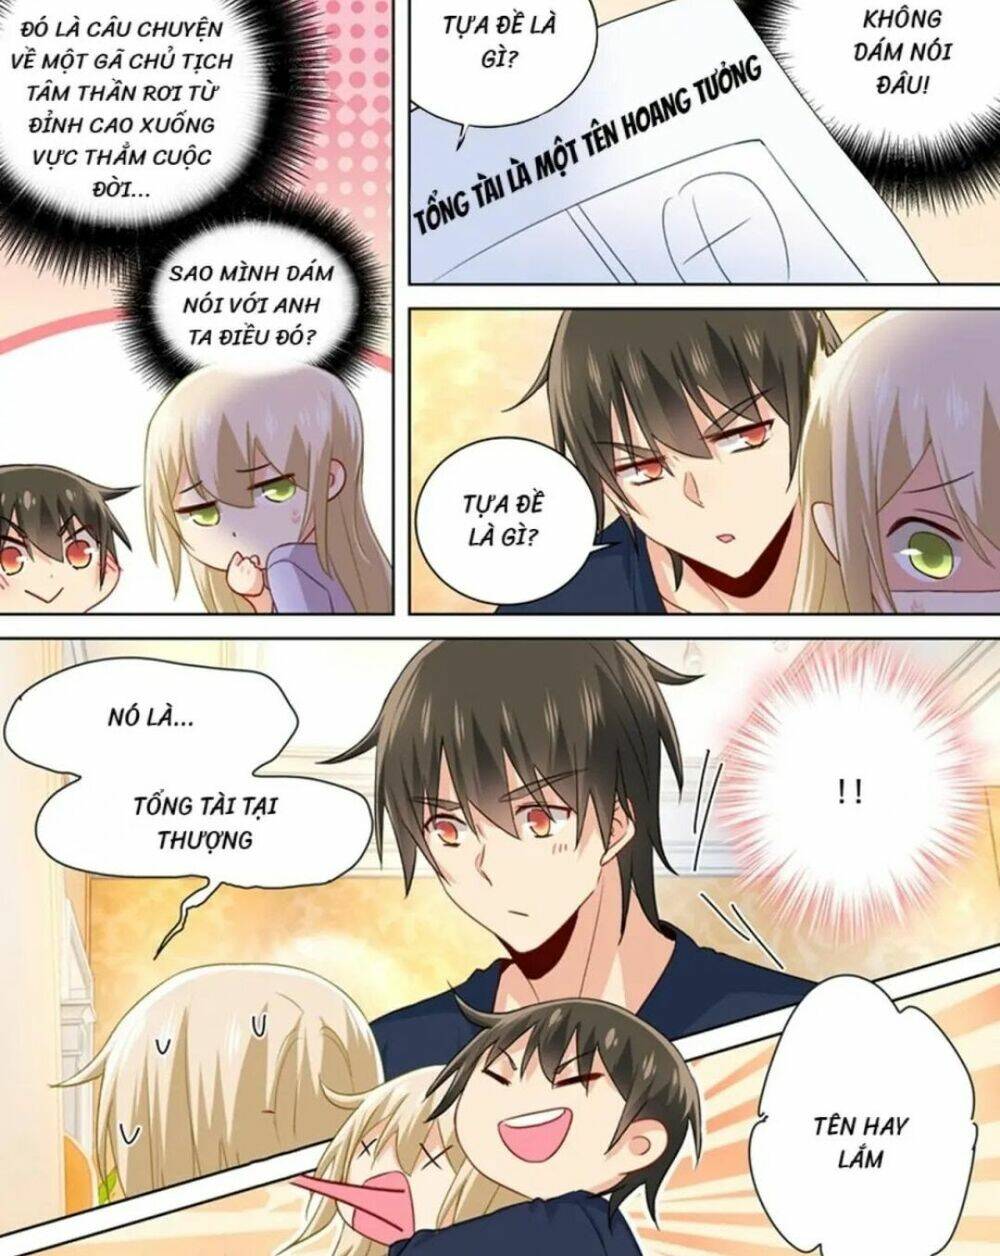 ĐÓ LÀ CÂU CHUYỆN
VỀ MỘT GÃ CHỦ TỊCH
TÂM THẦN RƠI TỪ
ĐỈNH CAO XUỐNG
VỰC THẲM CUỘC
ĐỜI...
SAO MÌNH DÁM
NÓI VỚI ANH
TA ĐIỀU ĐÓ?
TỰA ĐỀ LÀ
GÌ?
TỔNG TÀI LÀ MỘT TÊN HOANG TƯỞNG
KHÔNG
DÁM NÓI
ĐÂU!
TỰA ĐỀ
LÀ GÌ?
NÓ LÀ...
TỔNG TÀI TẠI
THƯỢNG
!!
TÊN HAY
LẮM